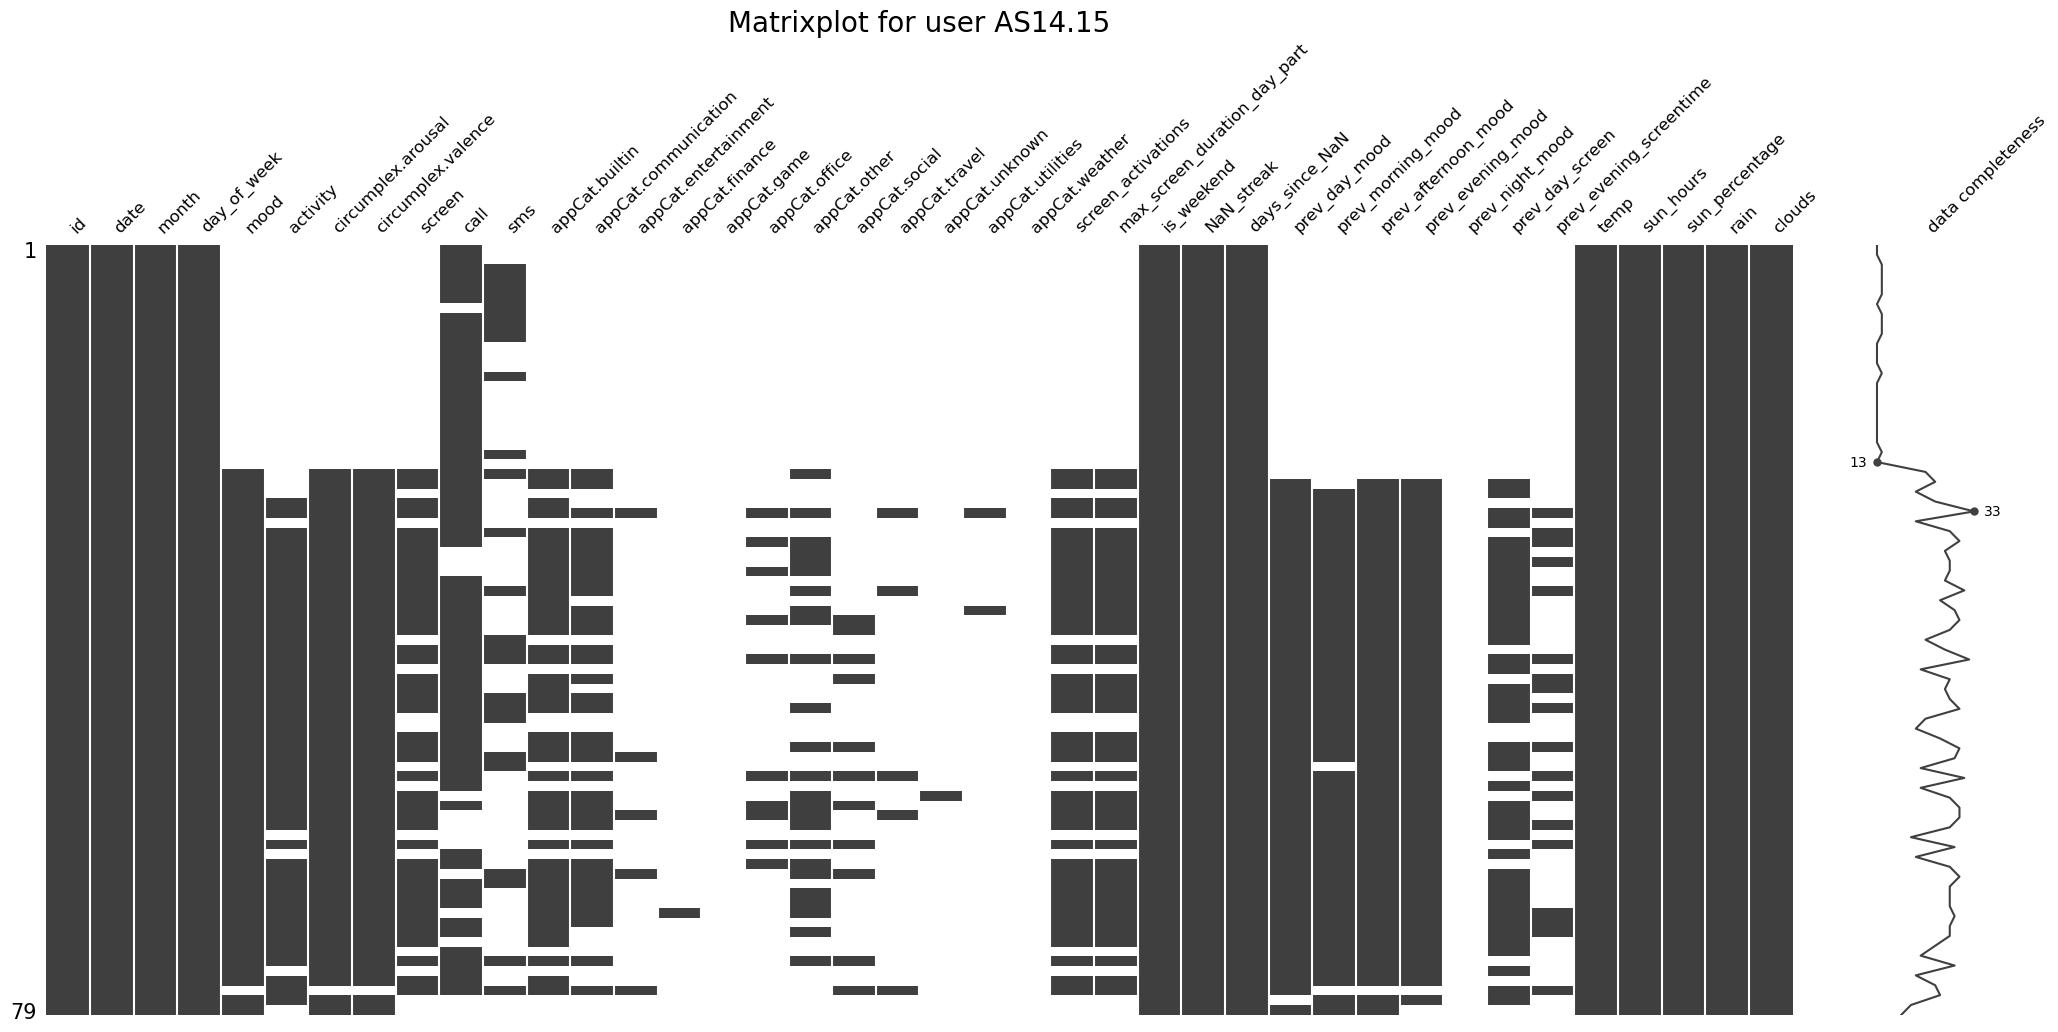 Matrixplot for user AS14.15
id
date
month
day_of_week
mood
activity
circumplex.arousal
circumplex.valence
screen
call
sms
appCat.builtin
appCat.communication
appCat.entertainment
appCat.finance
appCat.game
appCat.office
appCat.other
appCat.social
appCat.travel
appCat.unknown
appCat.utilities
appCat.weather
screen_activations
max_screen_duration_day_part
is_weekend
NaN_streak
days_since_NaN
prev_day_mood
prev_morning_mood
prev_afternoon_mood
prev_evening_mood
prev_night_mood
prev_day_screen
prev_evening_screentime
temp
sun_hours
sun_percentage
rain
clouds
data completeness
1
13
33
79